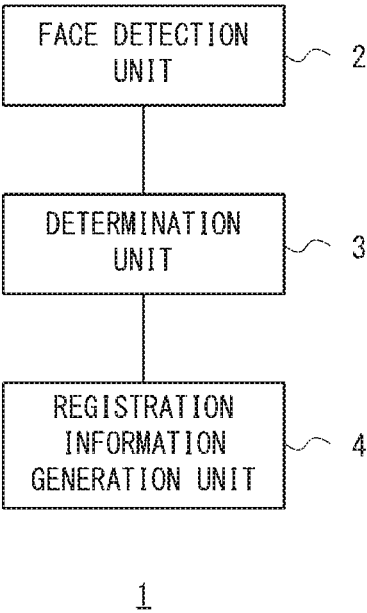 FACE DETECTION
UNIT
2
DETERMINATION
UNIT
3
REGISTRATION
INFORMATION
GENERATION UNIT
4
1